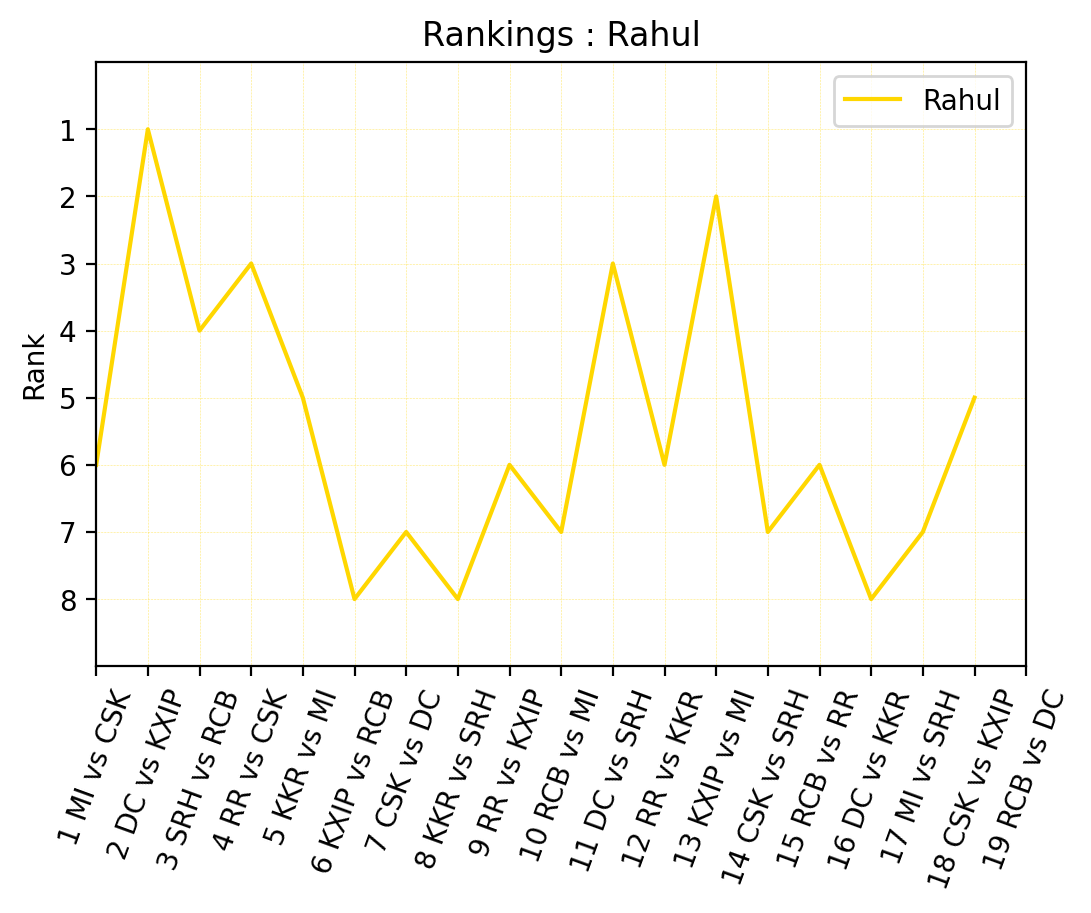 Rankings : Rahul
Rahul
Rank
1
2
3
4
5
6
7
8
1 MI vs CSK
2 DC vs KXIP
3 SRH vs RCB
4 RR vs CSK
5 KKR vs MI
6 KXIP vs RCB
7 CSK vs DC
8 KKR vs SRH
9 RR vs KXIP
10 RCB vs MI
11 DC vs SRH
12 RR vs KKR
13 KXIP vs MI
14 CSK vs SRH
15 RCB vs RR
16 DC vs KKR
17 MI vs SRH
18 CSK vs KXIP
19 RCB vs DC